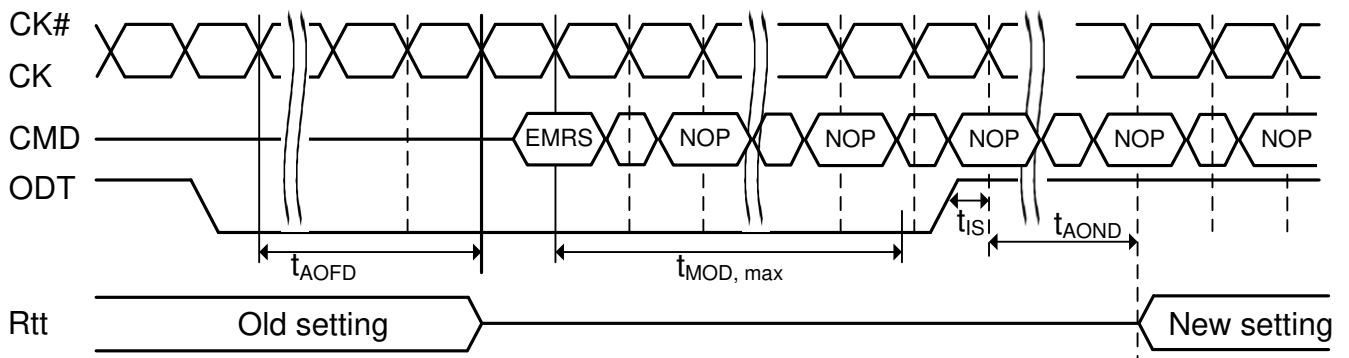 CK#
CK
CMD
EMRS NOP NOP NOP NOP NOP
ODT
tIS
tAOND
tAOFD
tMOD, max
Rtt
Old setting
New setting